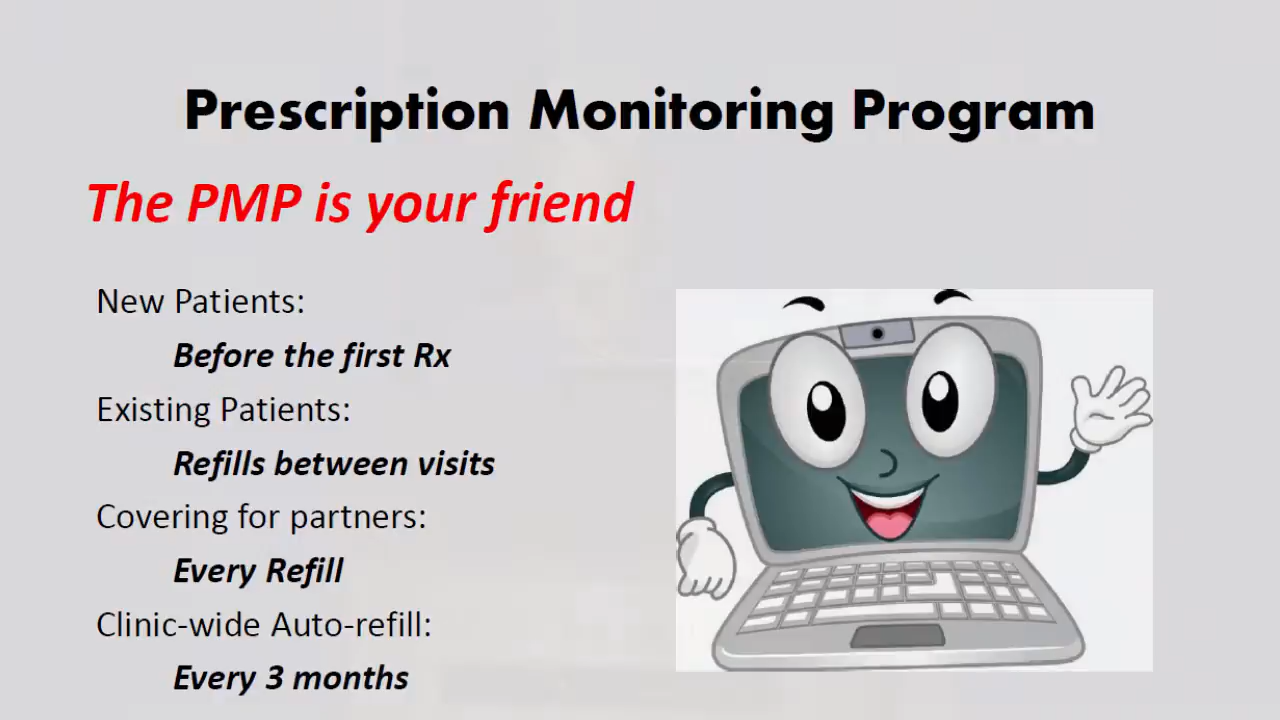 Prescription Monitoring Program
The PMP is your friend
New Patients:
Before the first Rx
Existing Patients:
Refills between visits
Covering for partners:
Every Refill
Clinic-wide Auto-refill:
Every 3 months